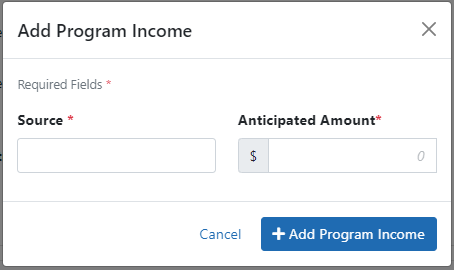 Add Program Income
Required Fields *
Source *
Anticipated Amount*
$
0
Cancel
+ Add Program Income